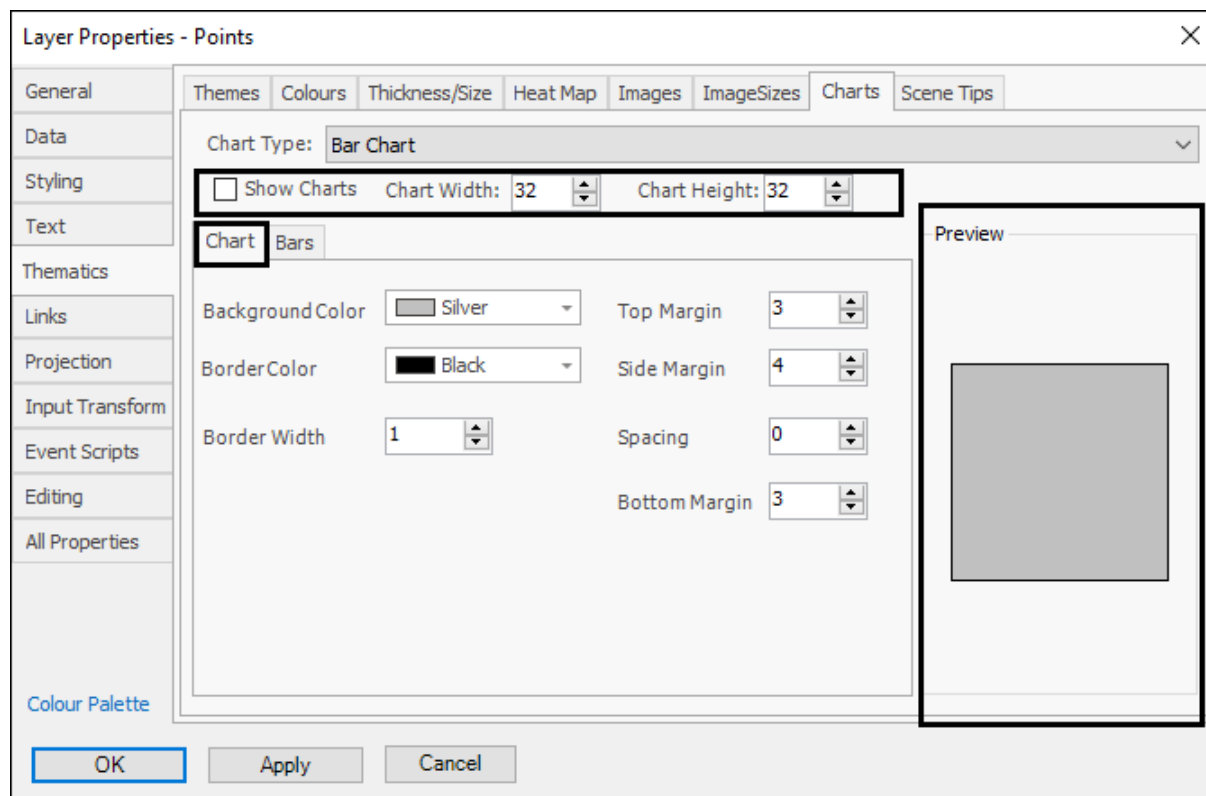 Layer Properties - Points
General
Data
Styling
Text
Thematics
Links
Projection
Input Transform
Event Scripts
Editing
All Properties
Colour Palette
Themes Colours Thickness/Size Heat Map Images ImageSizes Charts Scene Tips
Chart Type: Bar Chart
Show Charts Chart Width: 32 Chart Height: 32
Chart Bars
Background Color Silver Top Margin 3
BorderColor Black Side Margin 4
Border Width 1 Spacing 0
Bottom Margin 3
Preview
OK Apply Cancel